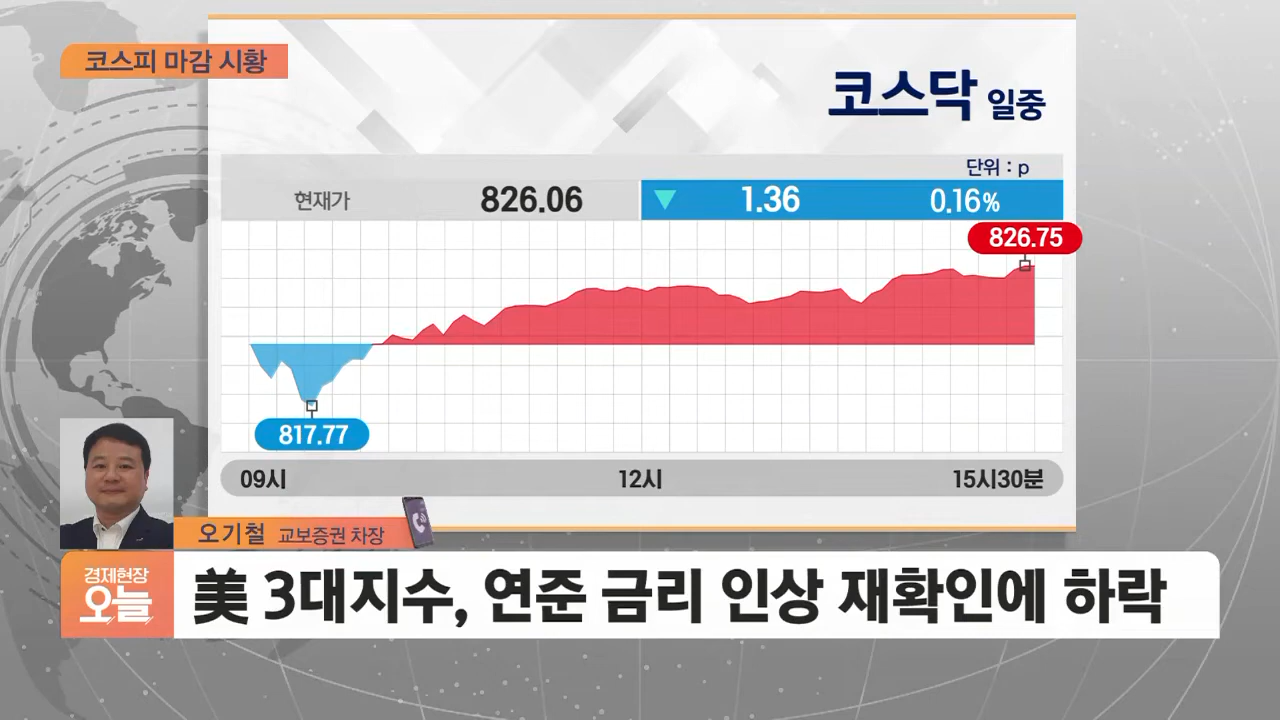 코스피 마감 시황
코스닥 일중
단위 : p
현재가 826.06 ▼ 1.36 0.16%
826.75
817.77
09시 12시 15시30분
오기철 교보증권 차장
경제현장
오늘
美 3대지수, 연준 금리 인상 재확인에 하락